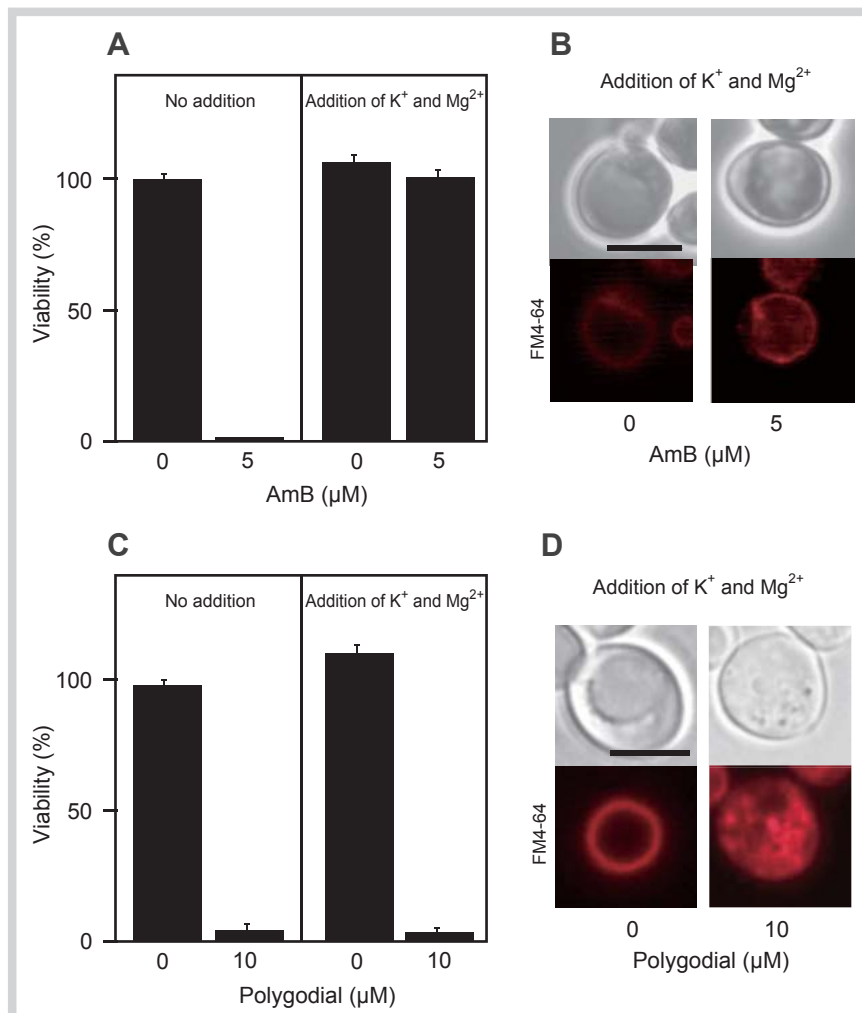 A
No addition
Addition of K⁺ and Mg²⁺
Viability (%)
100
50
0
0
5
0
5
AmB (μM)
B
Addition of K⁺ and Mg²⁺
FM4-64
0
5
AmB (μM)
C
No addition
Addition of K⁺ and Mg²⁺
Viability (%)
100
50
0
0
10
0
10
Polygodial (μM)
D
Addition of K⁺ and Mg²⁺
FM4-64
0
10
Polygodial (μM)